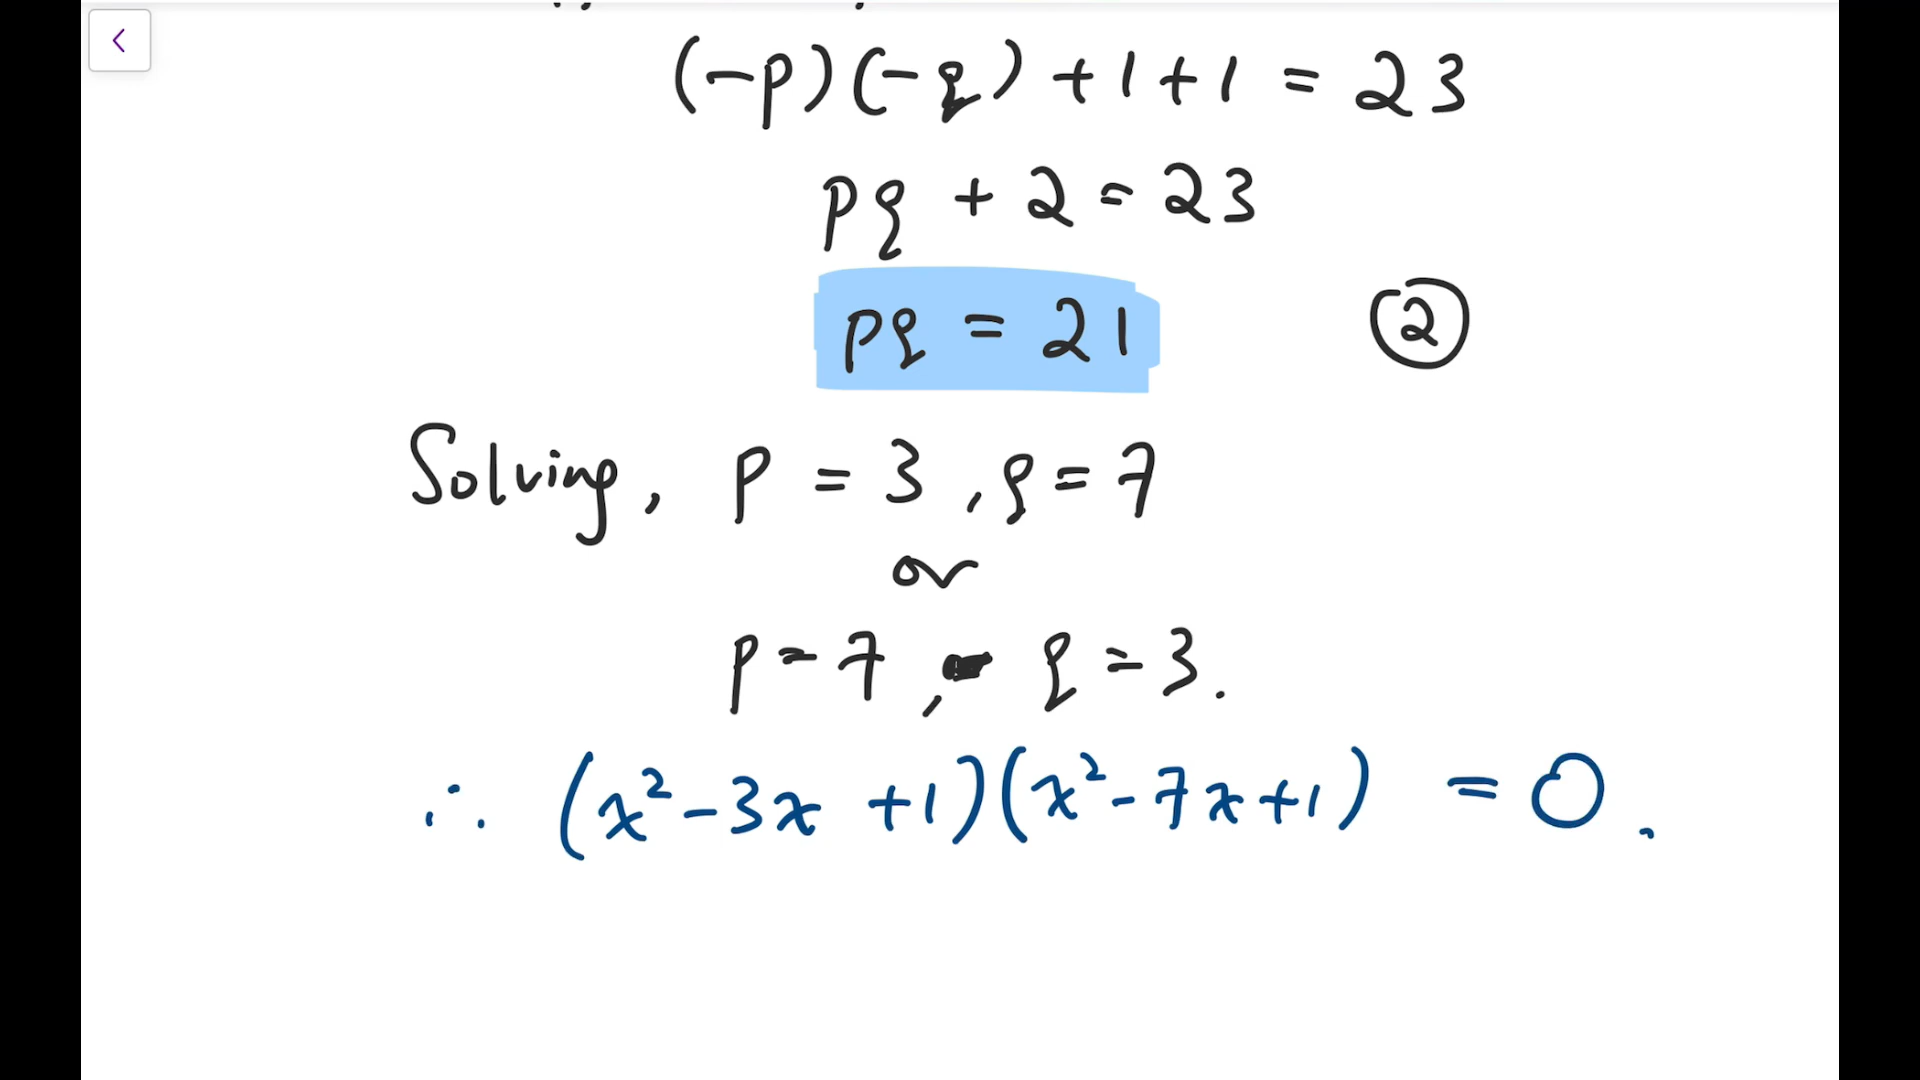 (-p)(-q) + 1 + 1 = 23
pq + 2 = 23
pq = 21 ②
Solving, p = 3, q = 7
or
p = 7, q = 3.
∴ (x² - 3x + 1)(x² - 7x + 1) = 0.